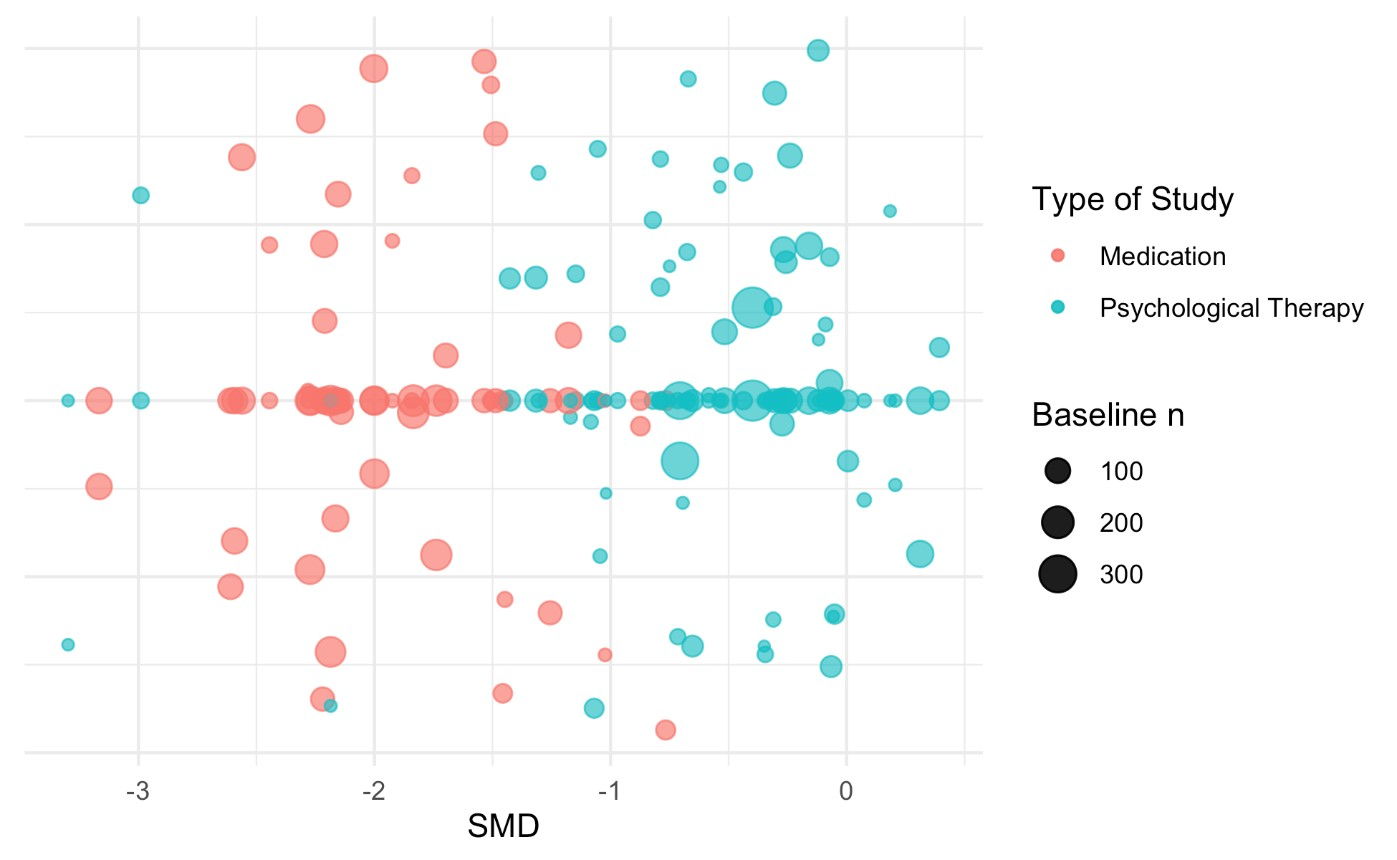 Type of Study
Medication
Psychological Therapy
Baseline n
100
200
300
-3
-2
-1
0
SMD